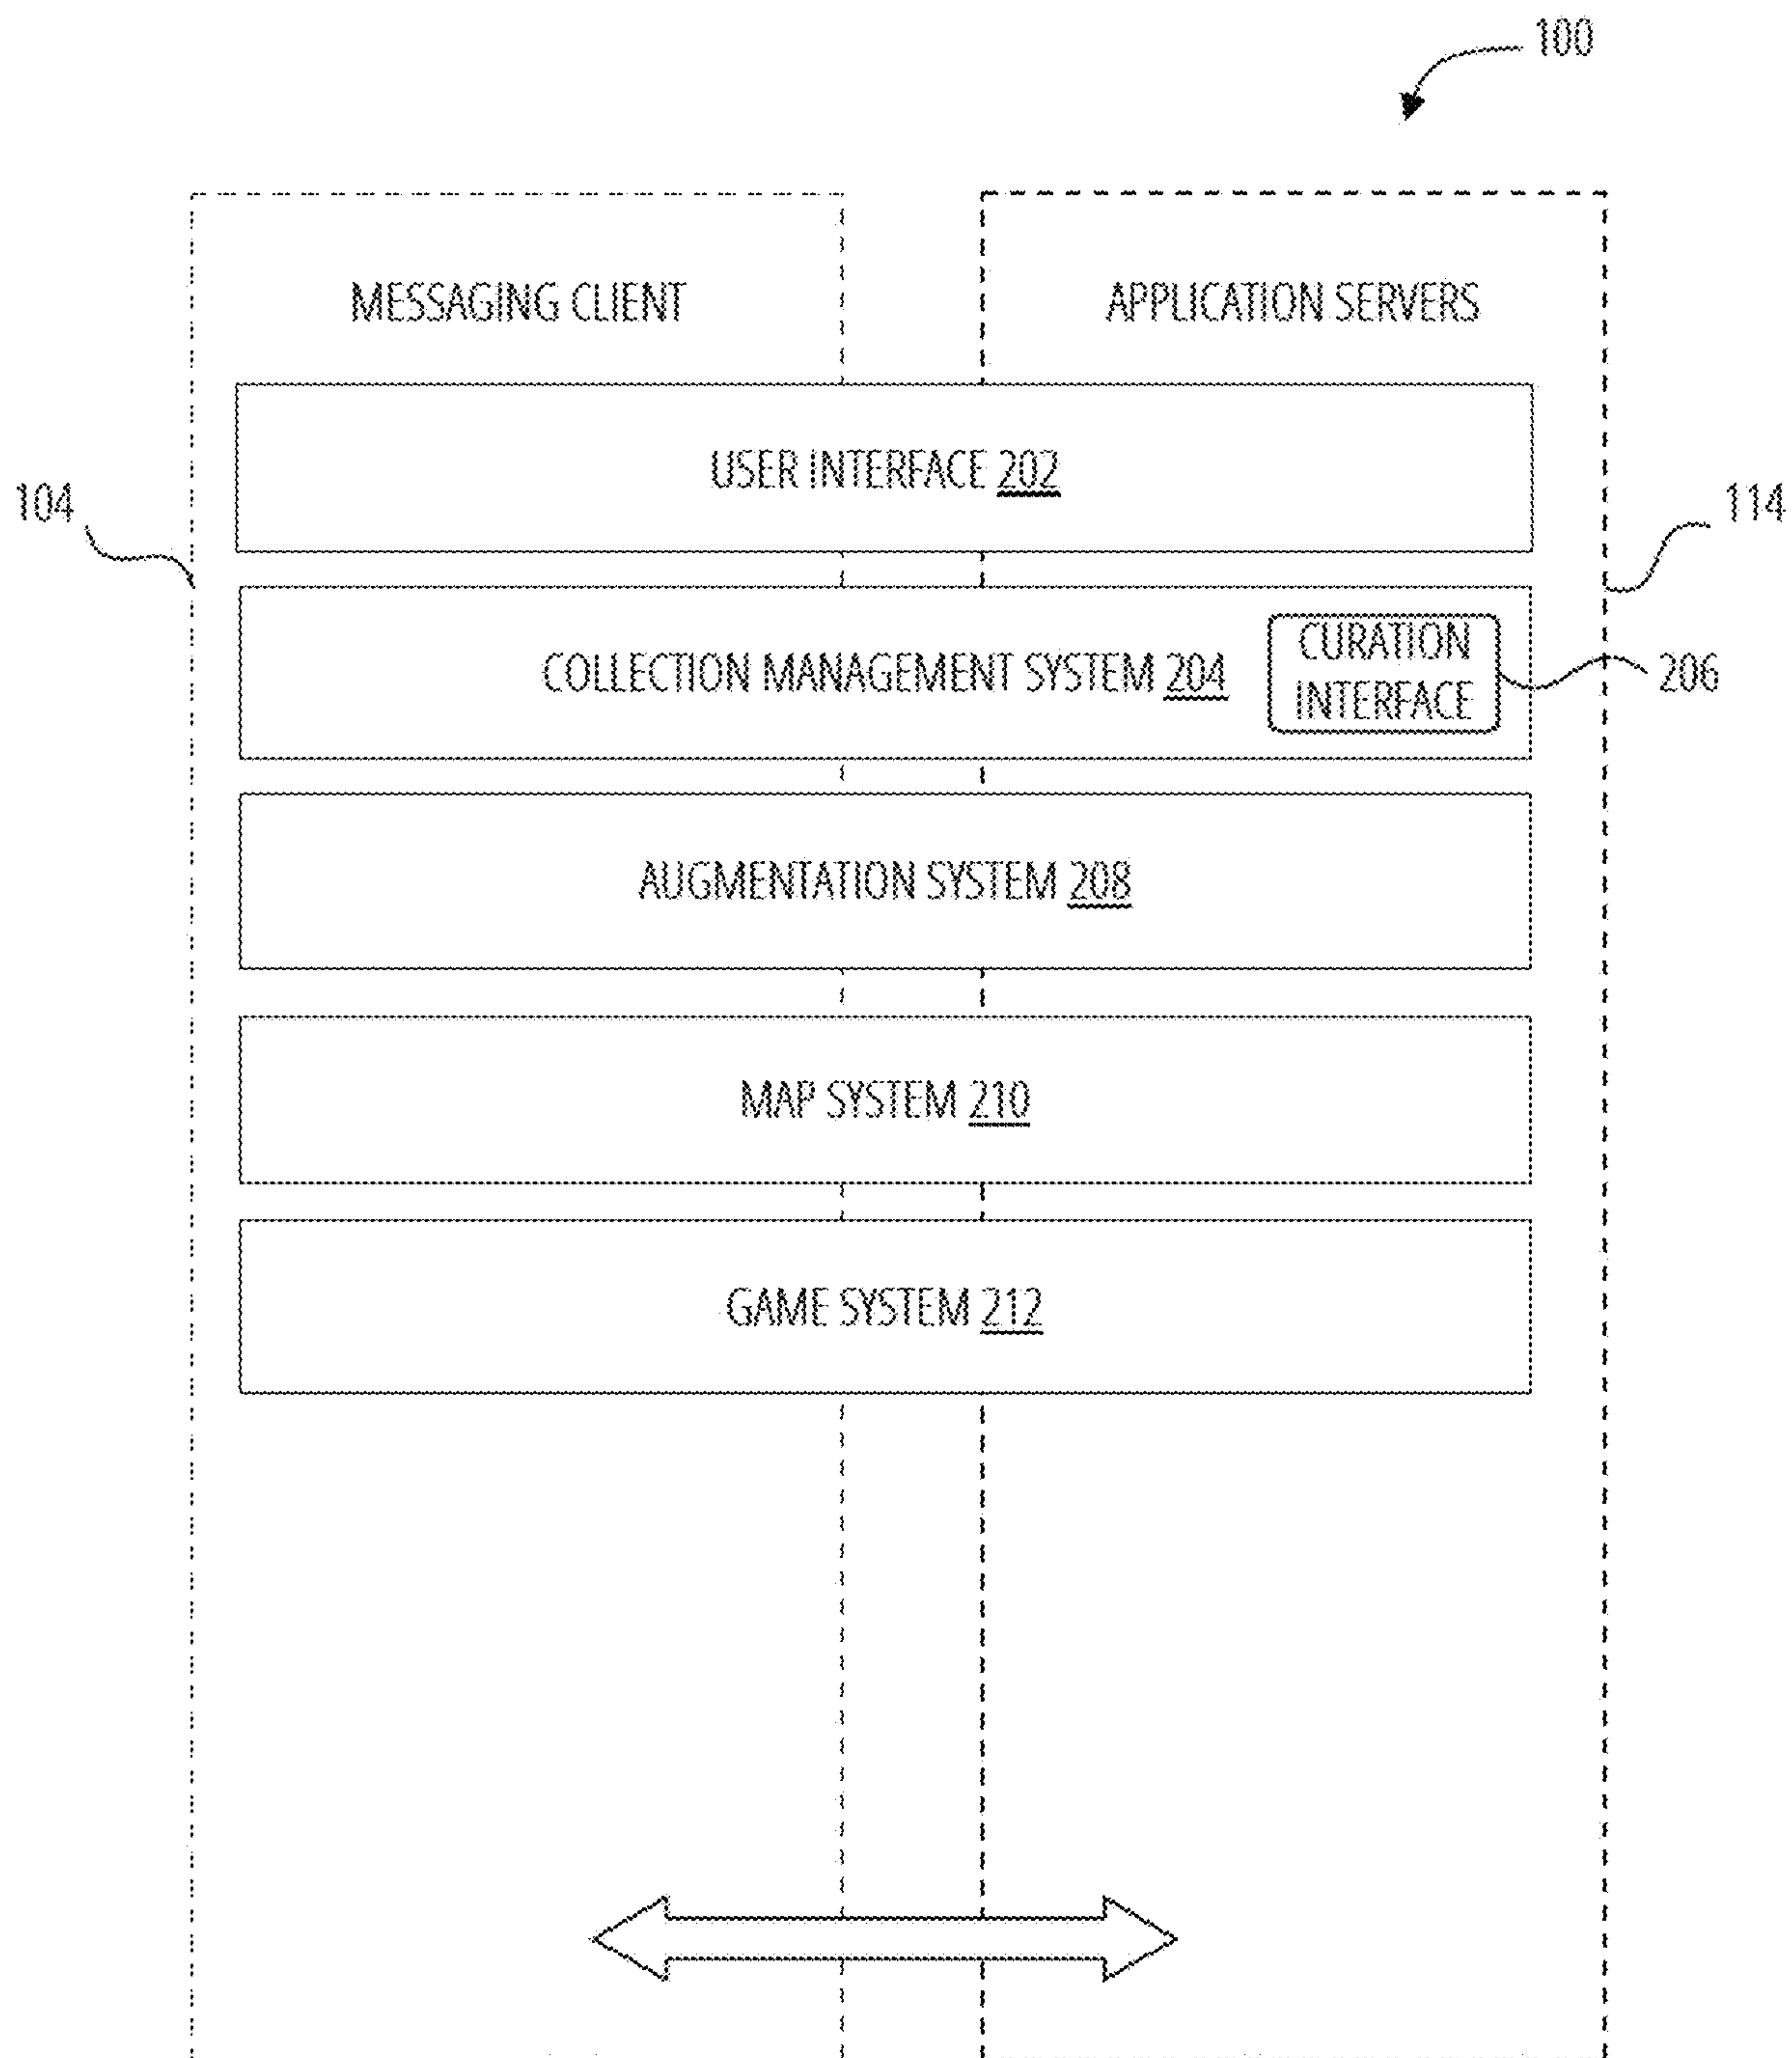 100
MESSAGING CLIENT
APPLICATION SERVERS
USER INTERFACE 202
104
114
COLLECTION MANAGEMENT SYSTEM 204
CURATION
INTERFACE
206
AUGMENTATION SYSTEM 208
MAP SYSTEM 210
GAME SYSTEM 212